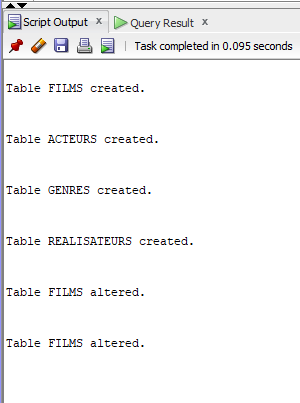 Script Output x Query Result x
Task completed in 0.095 seconds
Table FILMS created.
Table ACTEURS created.
Table GENRES created.
Table REALISATEURS created.
Table FILMS altered.
Table FILMS altered.